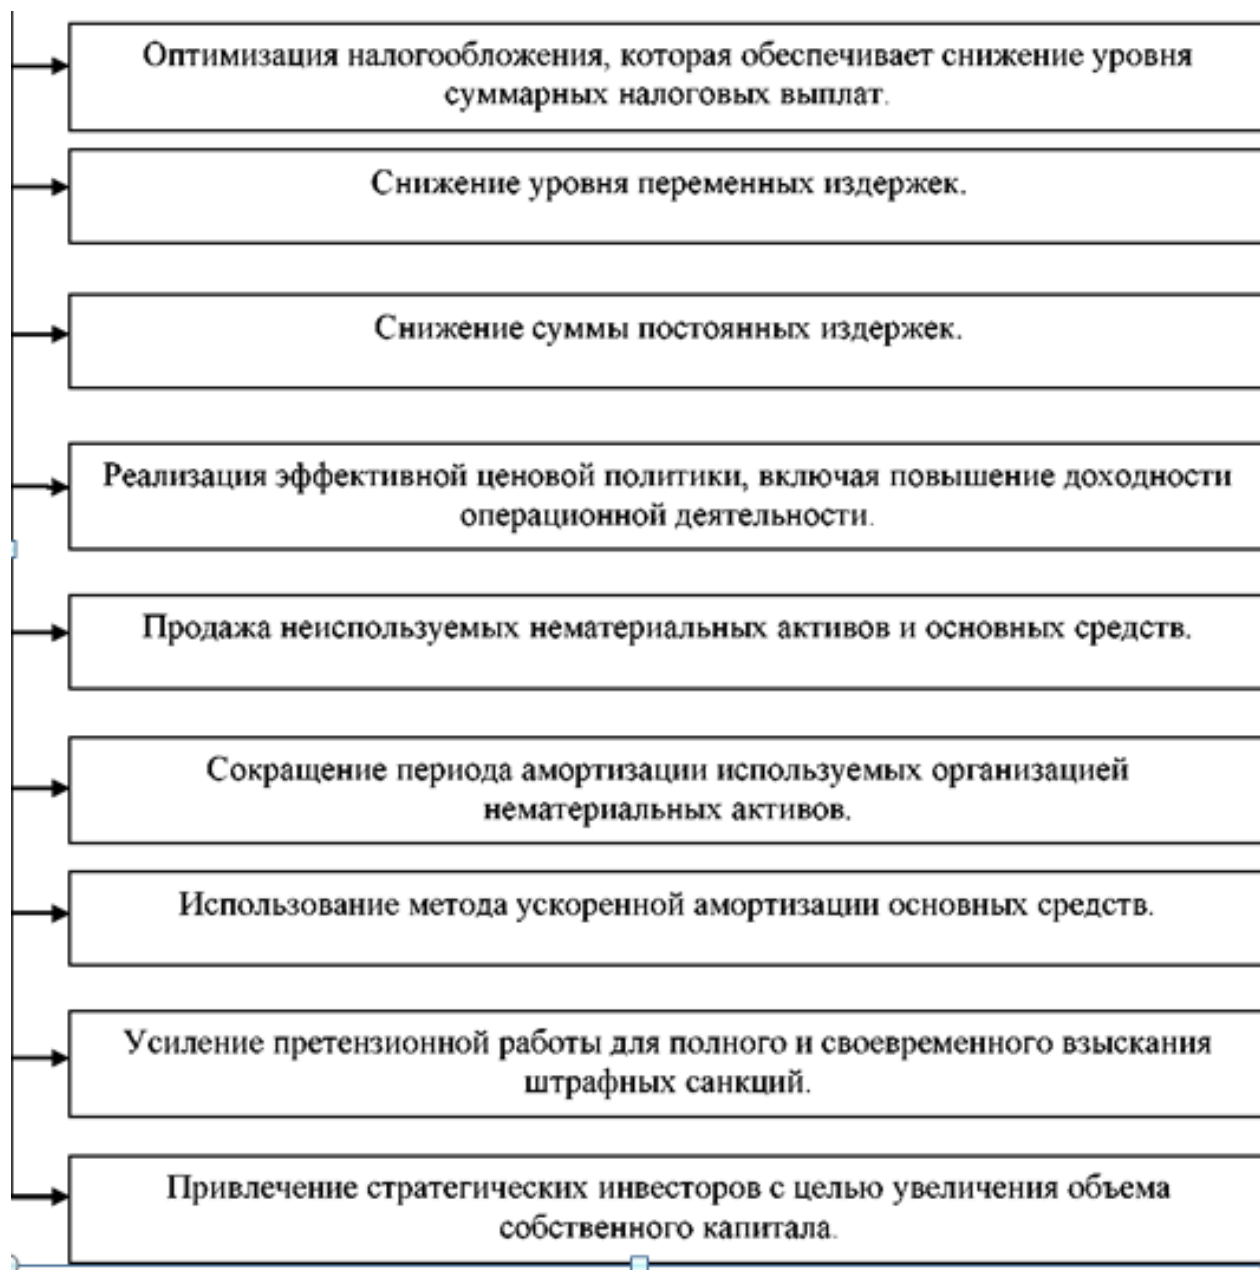 Оптимизация налогообложения, которая обеспечивает снижение уровня
суммарных налоговых выплат.
Снижение уровня переменных издержек.
Снижение суммы постоянных издержек.
Реализация эффективной ценовой политики, включая повышение доходности
операционной деятельности.
Продажа неиспользуемых нематериальных активов и основных средств.
Сокращение периода амортизации используемых организацией
нематериальных активов.
Использование метода ускоренной амортизации основных средств.
Усиление претензионной работы для полного и своевременного взыскания
штрафных санкций.
Привлечение стратегических инвесторов с целью увеличения объема
собственного капитала.